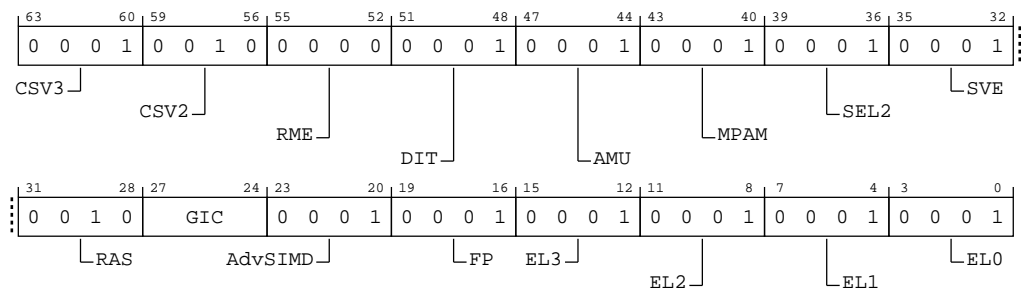 63 60 59 56 55 52 51 48 47 44 43 40 39 36 35 32
0 0 0 1 0 0 1 0 0 0 0 0 0 0 0 1 0 0 0 1 0 0 0 1 0 0 0 1 0 0 0 1
CSV3 SVE
CSV2 SEL2
RME MPAM
DIT AMU
31 28 27 24 23 20 19 16 15 12 11 8 7 4 3 0
0 0 1 0 GIC 0 0 0 1 0 0 0 1 0 0 0 1 0 0 0 1 0 0 0 1 0 0 0 1
RAS AdvSIMD FP EL3 EL0
EL2 EL1